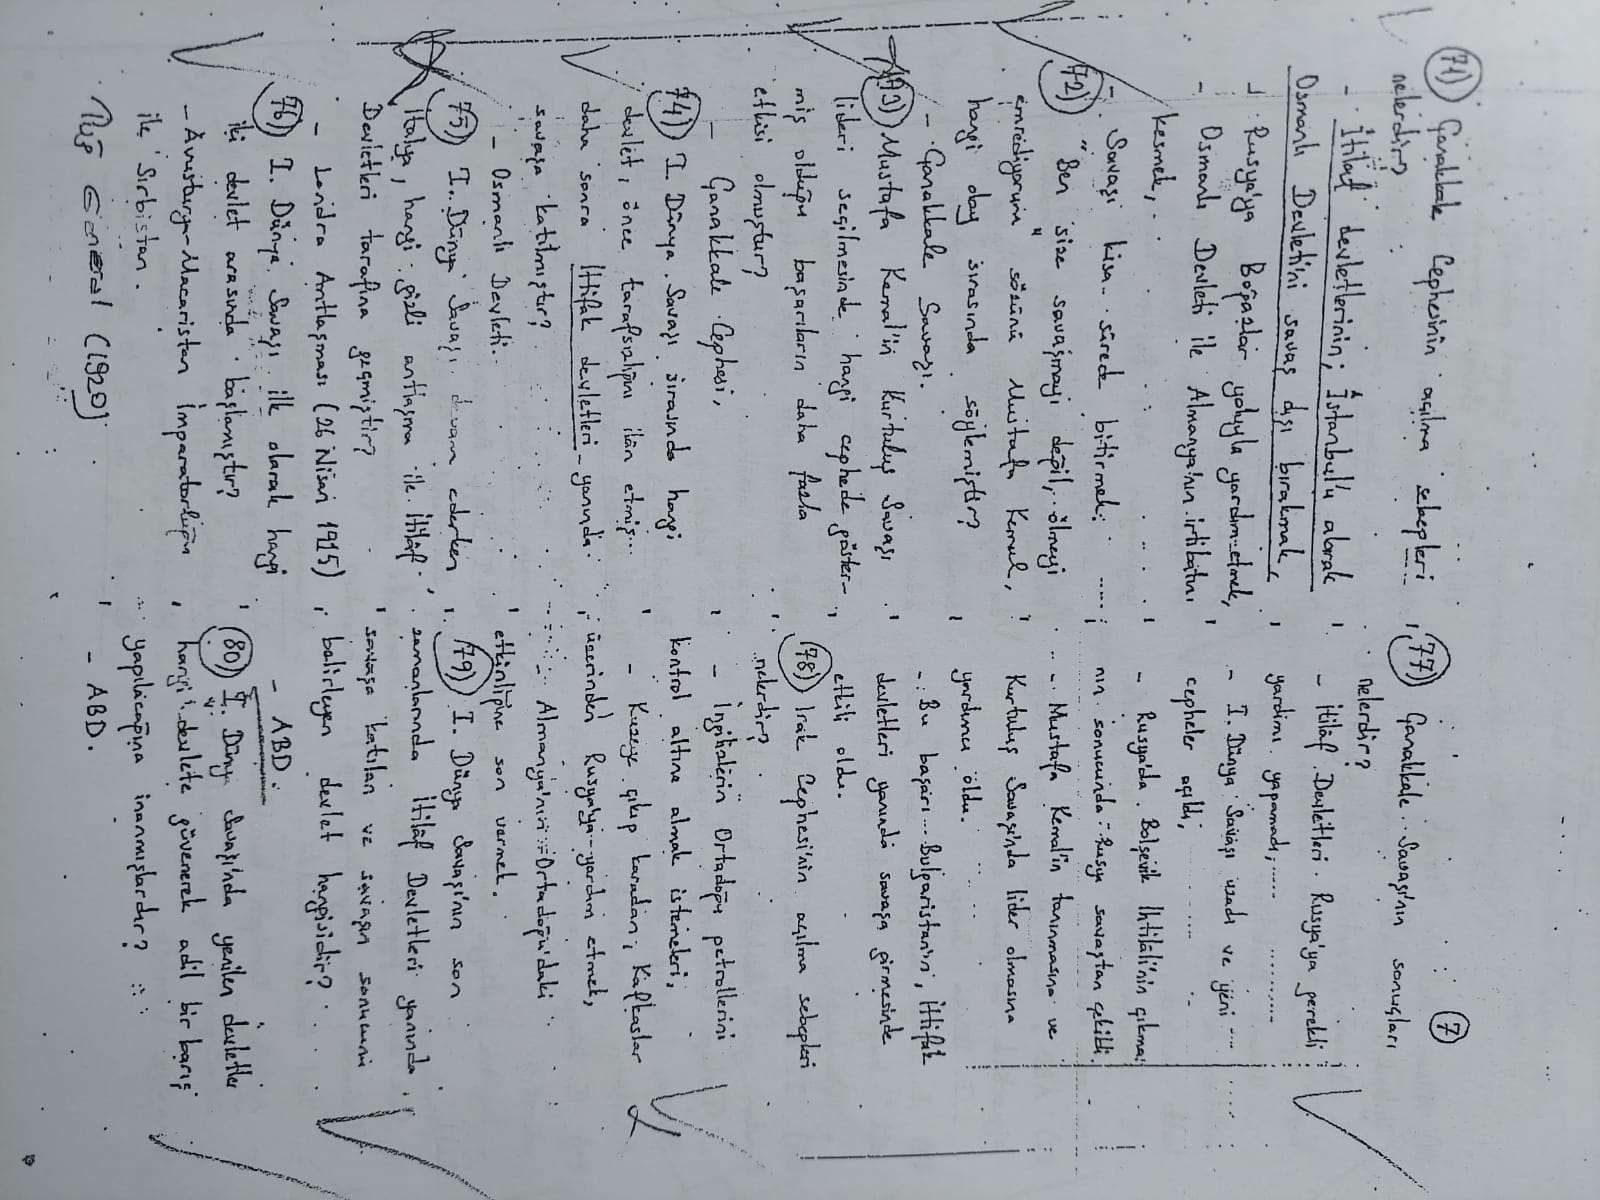 71) Çanakkale Cephesinin açılma sebepleri
nelerdir?
- İtilaf devletlerinin; İstanbul'u alarak
Osmanlı Devleti'ni savaş dışı bırakmak,
- Rusya'ya Boğazlar yoluyla yardım etmek,
- Osmanlı Devleti ile Almanya'nın irtibatını
kesmek,
- Savaşı kısa sürede bitirmek.
72) "Ben size savaşmayı değil, ölmeyi
emrediyorum" sözünü Mustafa Kemal,
hangi olay sırasında söylemiştir?
- Çanakkale Savaşı.
73) Mustafa Kemal'in Kurtuluş Savaşı
lideri seçilmesinde hangi cephede göster-
miş olduğu başarıların daha fazla
etkisi olmuştur?
- Çanakkale Cephesi,
74) I. Dünya Savaşı sırasında hangi
devlet, önce tarafsızlığını ilân etmiş
daha sonra İttifak devletleri yanında
savaşa katılmıştır?
- Osmanlı Devleti.
75) I. Dünya Savaşı devam ederken
İtalya, hangi gizli antlaşma ile İtilâf
Devletleri tarafına geçmiştir?
- Londra Antlaşması (26 Nisan 1915)
76) I. Dünya Savaşı ilk olarak hangi
iki devlet arasında başlamıştır?
- Avusturya-Macaristan İmparatorluğu
ile Sırbistan.
General (1920)
7
77) Çanakkale Savaşı'nın sonuçları
nelerdir?
- İtilâf Devletleri Rusya'ya gerekli
yardımı yapamadı;
- I. Dünya Savaşı uzadı ve yeni
cepheler açıldı;
- Rusya'da Bolşevik İhtilâli'nin çıkma
nın sonucunda Rusya savaştan çekildi.
- Mustafa Kemal'in tanınmasına ve
Kurtuluş Savaşı'nda lider olmasına
yardımcı oldu.
- Bu başarı Bulgaristan'ın, İttifak
devletleri yanında savaşa girmesinde
etkili oldu.
78) Irak Cephesi'nin açılma sebepleri
nelerdir?
- İngilizlerin Ortadoğu petrollerini
kontrol altına almak istemeleri,
- Kuzeye çıkıp karadan, Kafkaslar
üzerinden Rusya'ya yardım etmek,
- Almanya'nın Ortadoğu'daki
etkinliğine son vermek.
79) I. Dünya Savaşı'nın son
zamanlarında İtilâf Devletleri yanında
savaşa katılan ve savaşın sonucunu
belirleyen devlet hangisidir?
- ABD.
80) I. Dünya Savaşı'nda yenilen devletler
hangi devlete güvenerek adil bir barış
yapılacağına inanmışlardır?
- ABD.